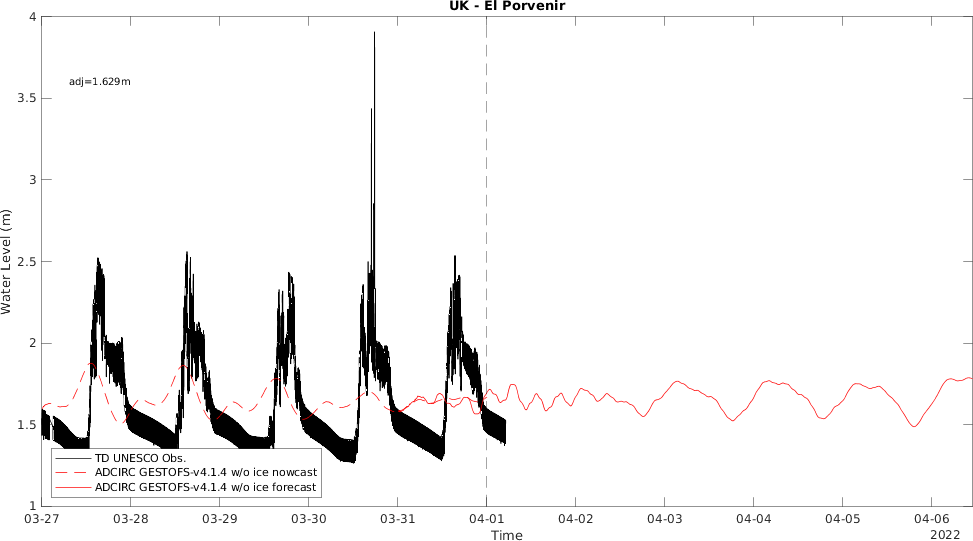 UK - El Porvenir
4
adj=1.629m
3.5
3
2.5
2
1.5
1
Water Level (m)
TD UNESCO Obs.
ADCIRC GESTOFS-v4.1.4 w/o ice nowcast
ADCIRC GESTOFS-v4.1.4 w/o ice forecast
03-27 03-28 03-29 03-30 03-31 04-01 04-02 04-03 04-04 04-05 04-06
Time
2022